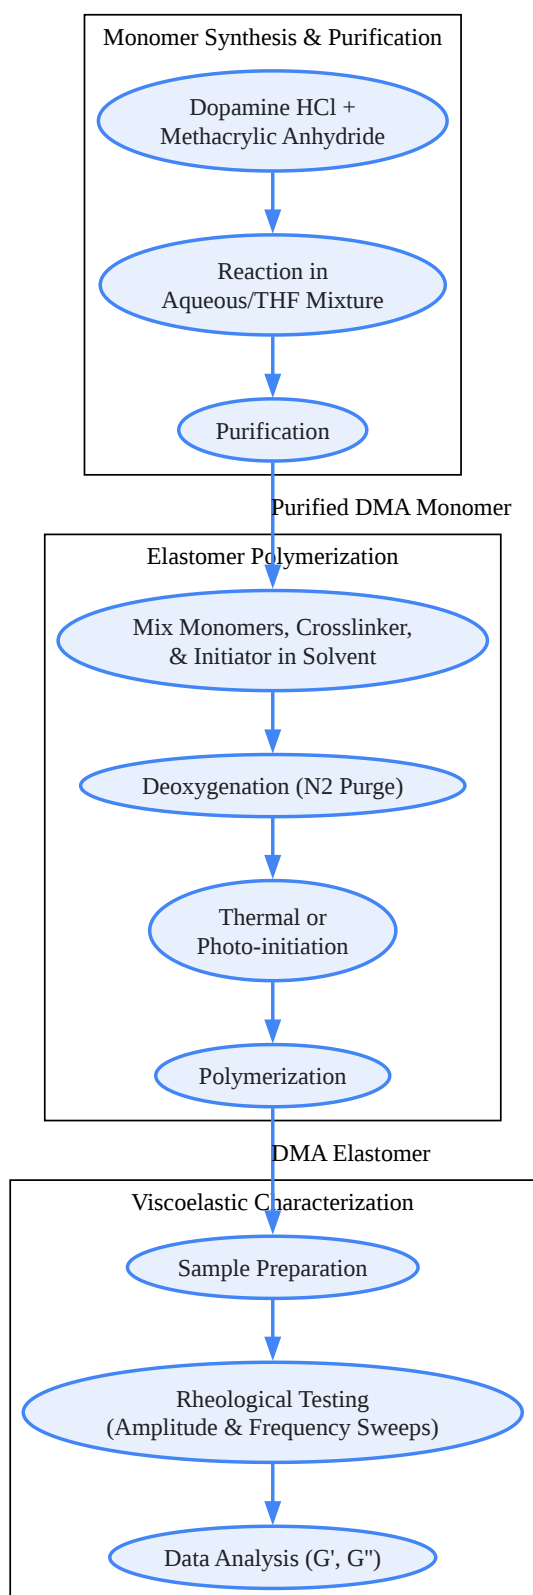 Monomer Synthesis & Purification
Dopamine HCl +
Methacrylic Anhydride
Reaction in
Aqueous/THF Mixture
Purification
Purified DMA Monomer
Elastomer Polymerization
Mix Monomers, Crosslinker,
& Initiator in Solvent
Deoxygenation (N2 Purge)
Thermal or
Photo-initiation
Polymerization
DMA Elastomer
Viscoelastic Characterization
Sample Preparation
Rheological Testing
(Amplitude & Frequency Sweeps)
Data Analysis (G', G")